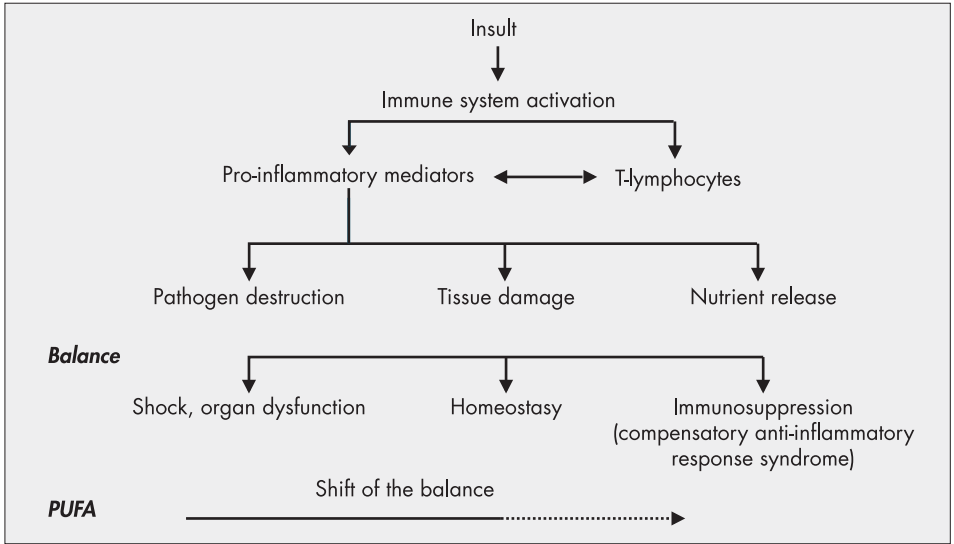 Insult
Immune system activation
Pro-inflammatory mediators
T-lymphocytes
Pathogen destruction
Tissue damage
Nutrient release
Balance
Shock, organ dysfunction
Homeostasy
Immunosuppression
(compensatory anti-inflammatory
response syndrome)
Shift of the balance
PUFA